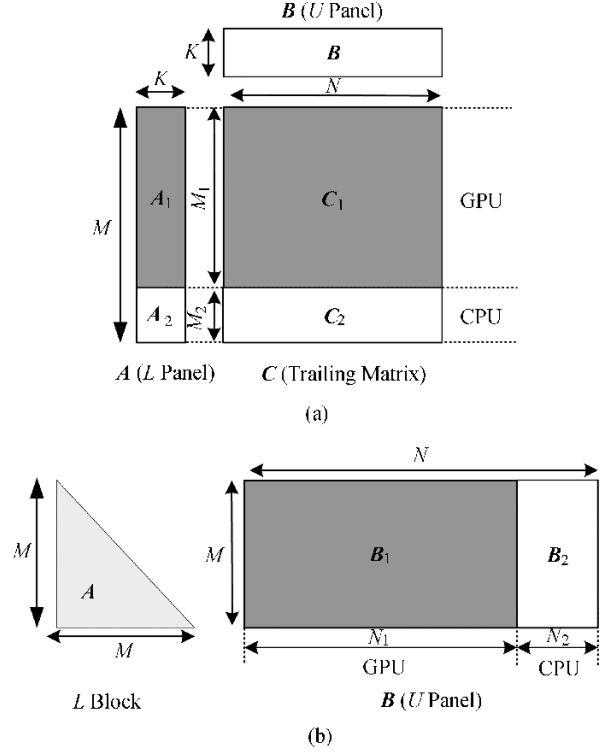 B (U Panel)
K
B
K
N
M
A₁
M₁
C₁
GPU
A₂
M₂
C₂
CPU
A (L Panel)
C (Trailing Matrix)
(a)
N
M
A
M
M
B₁
B₂
N₁
N₂
GPU
CPU
L Block
B (U Panel)
(b)